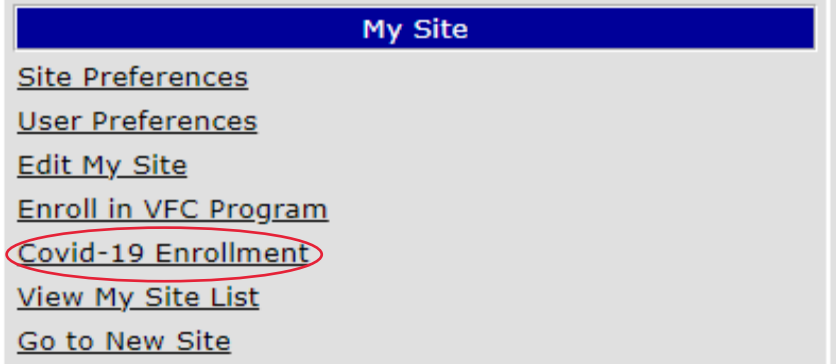 My Site
Site Preferences
User Preferences
Edit My Site
Enroll in VFC Program
Covid-19 Enrollment
View My Site List
Go to New Site